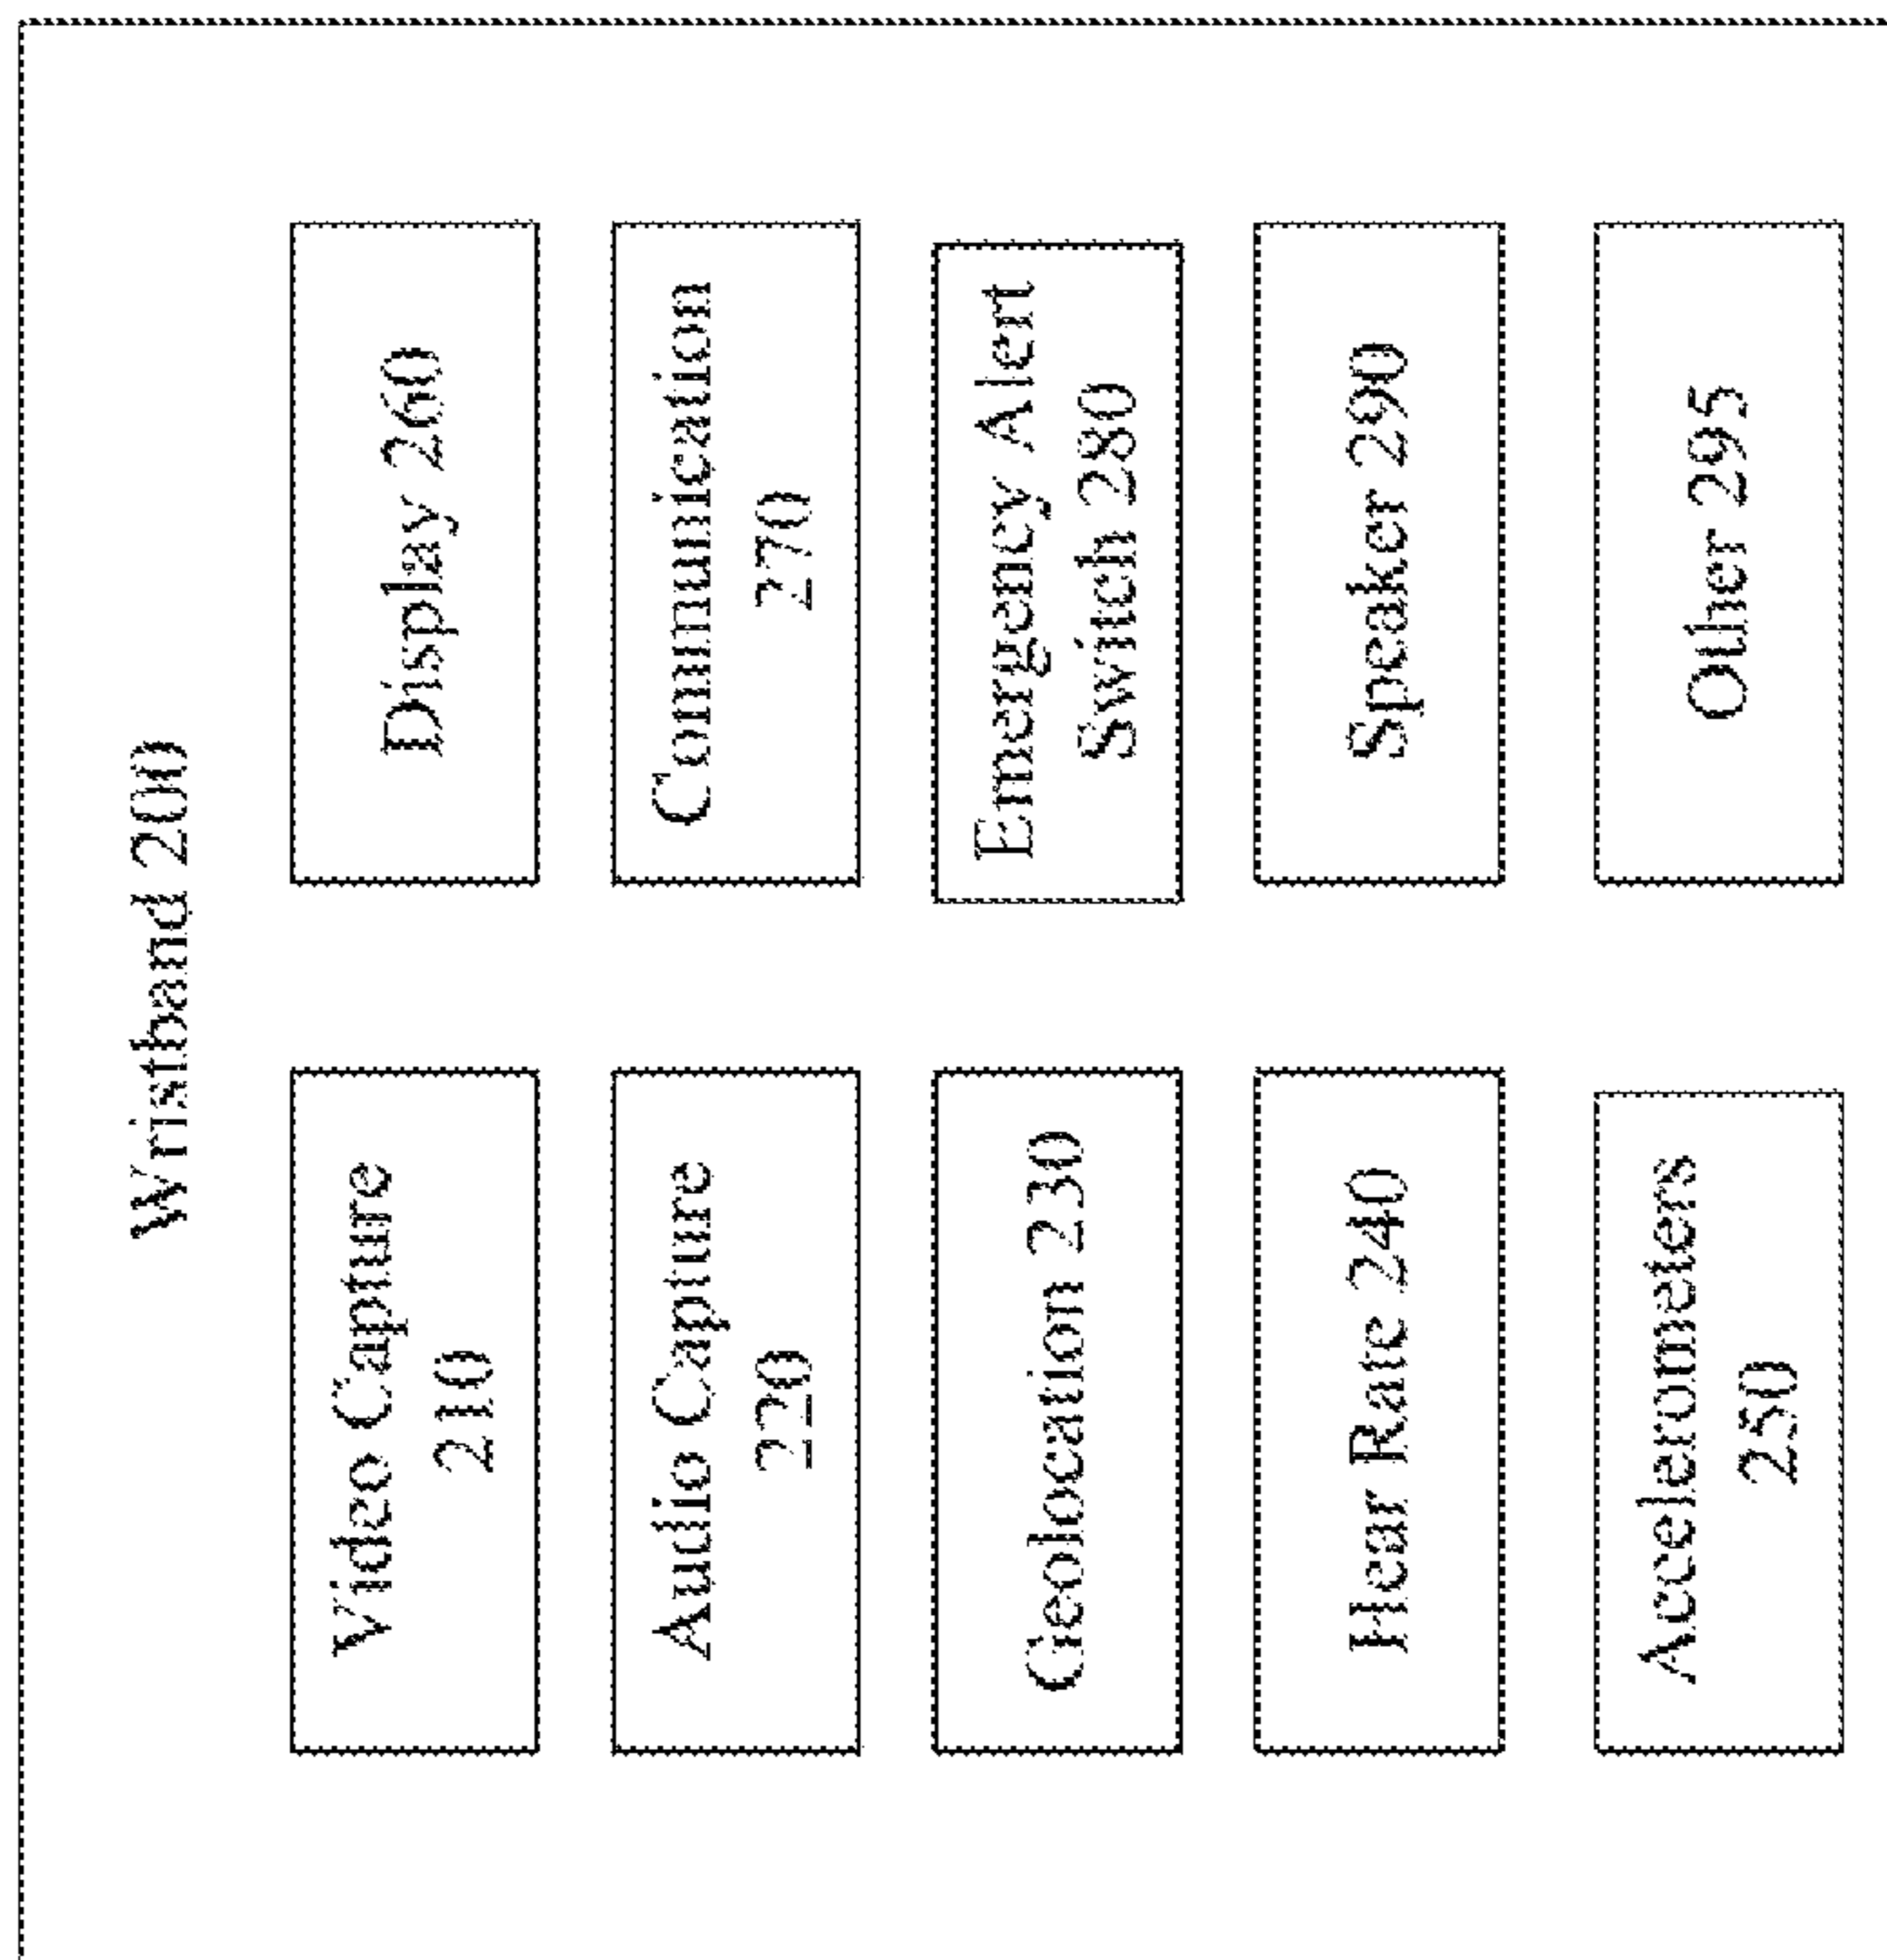 Wristband 200
Video Capture
210
Audio Capture
220
Geolocation 230
Hear Rate 240
Accelerometers
250
Display 260
Communication
270
Emergency Alert
Switch 280
Speaker 290
Other 295